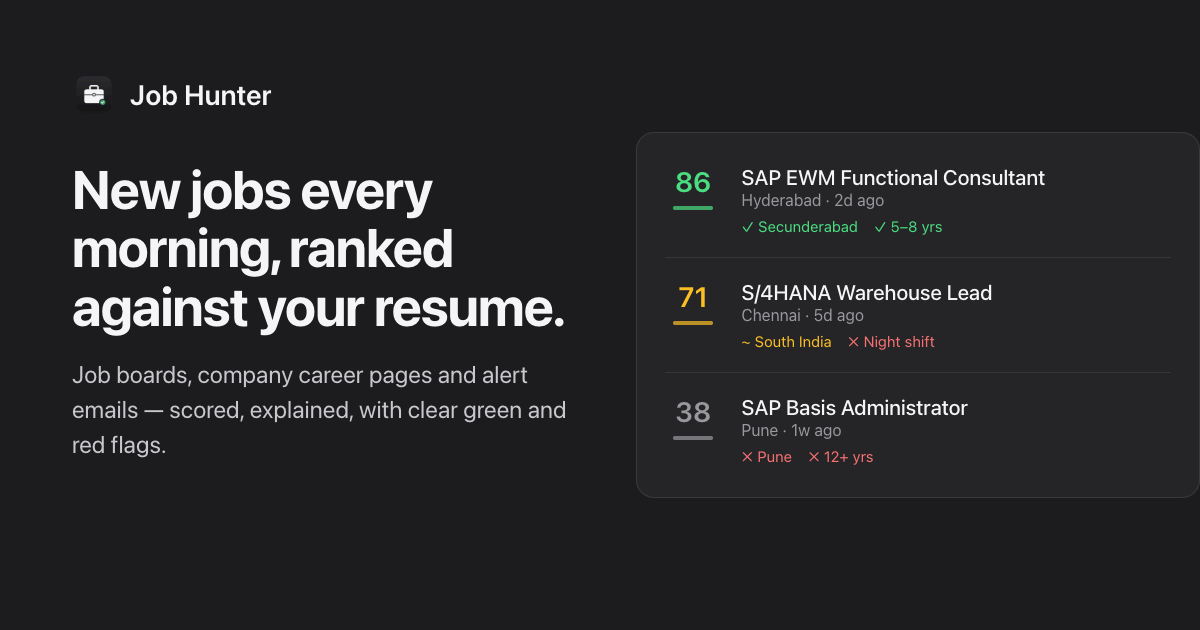 Job Hunter
New jobs every
morning, ranked
against your resume.
Job boards, company career pages and alert
emails — scored, explained, with clear green and
red flags.
86
SAP EWM Functional Consultant
Hyderabad · 2d ago
✓ Secunderabad ✓ 5–8 yrs
71
S/4HANA Warehouse Lead
Chennai · 5d ago
~ South India ✕ Night shift
38
SAP Basis Administrator
Pune · 1w ago
✕ Pune ✕ 12+ yrs